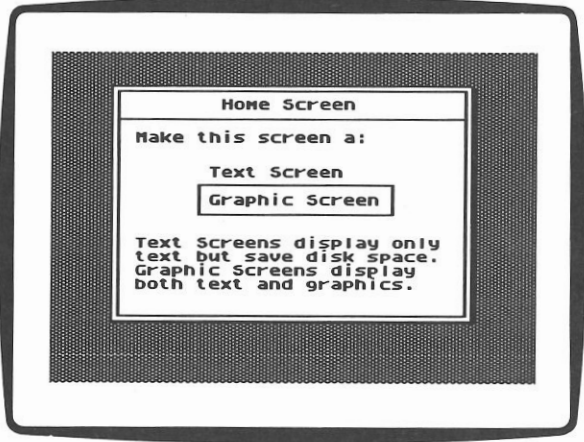 Home Screen
Make this screen a:
Text Screen
Graphic Screen
Text Screens display only
text but save disk space.
Graphic Screens display
both text and graphics.